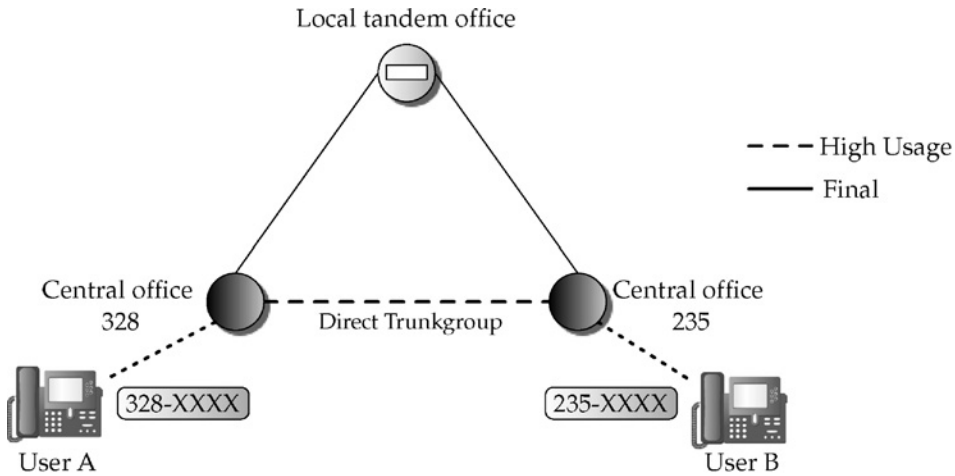 Local tandem office
High Usage
Final
Central office
328
Direct Trunkgroup
Central office
235
328-XXXX
235-XXXX
User A
User B